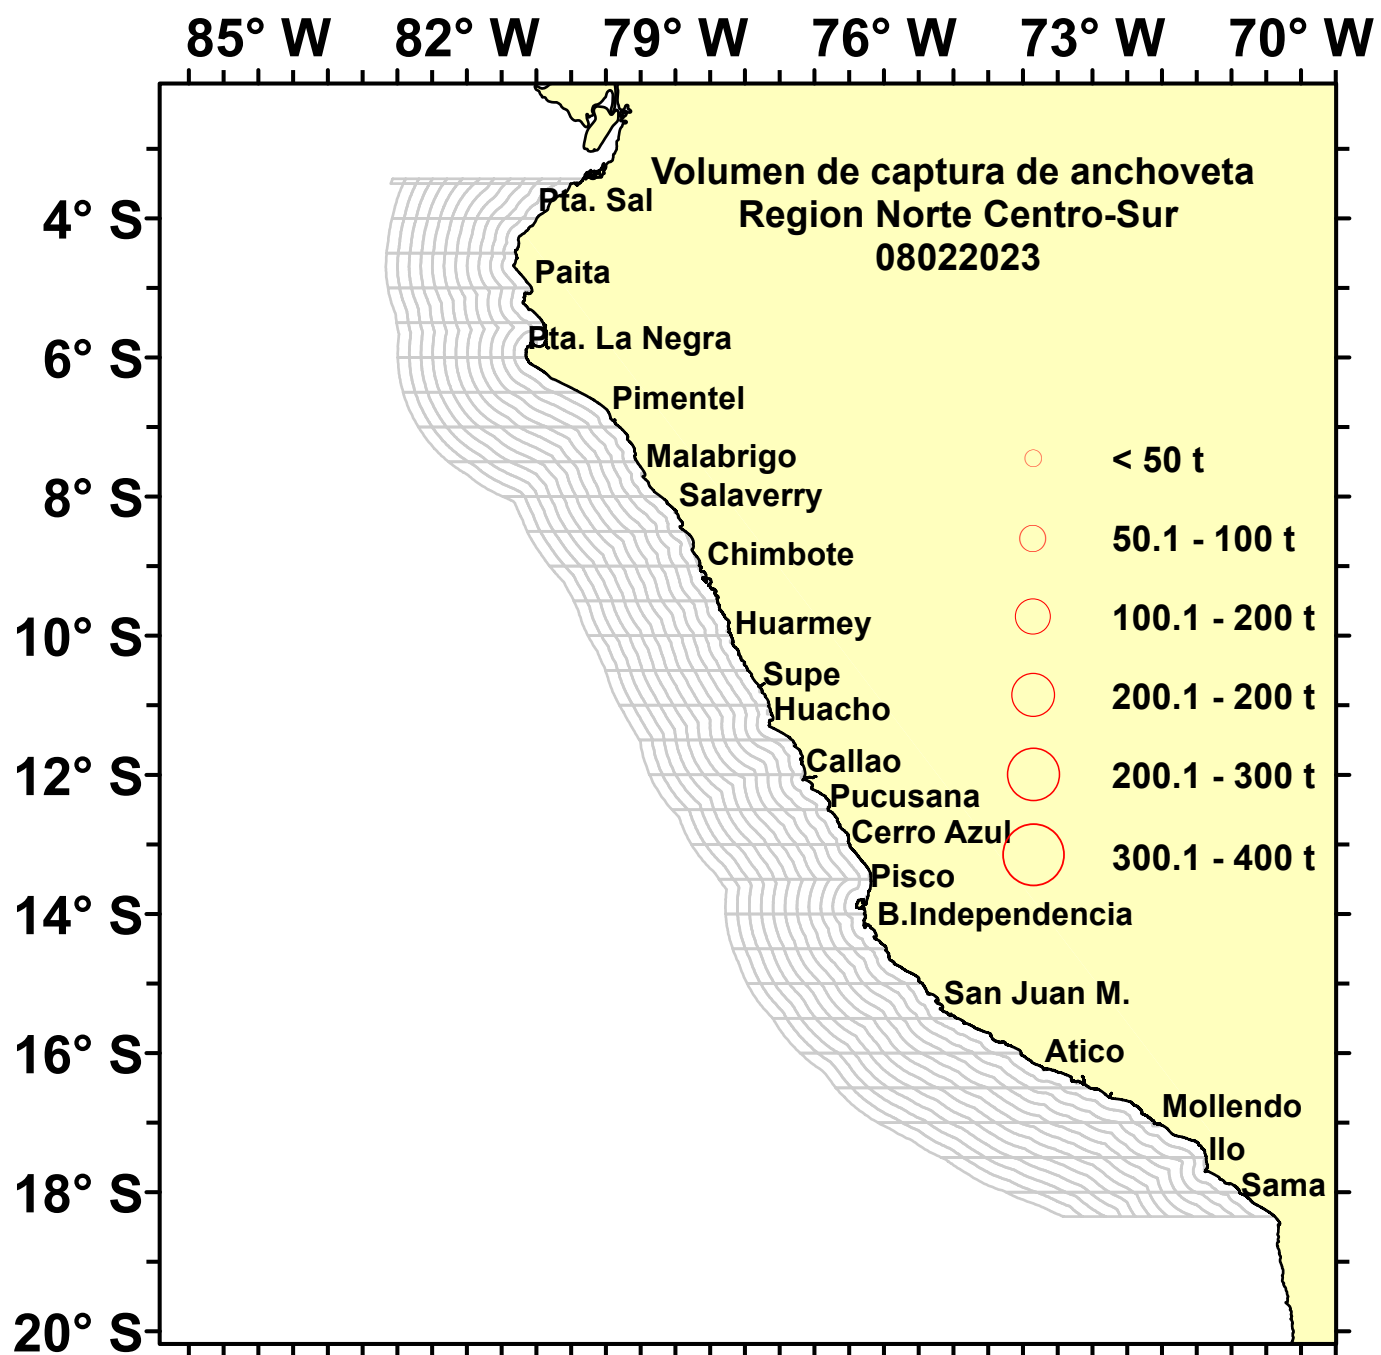 85° W 82° W 79° W 76° W 73° W 70° W
Volumen de captura de anchoveta
Region Norte Centro-Sur
08022023
4° S
6° S
8° S
10° S
12° S
14° S
16° S
18° S
20° S
Pta. Sal
Paita
Pta. La Negra
Pimentel
Malabrigo
Salaverry
Chimbote
Huarmey
Supe
Huacho
Callao
Pucusana
Cerro Azul
Pisco
B.Independencia
San Juan M.
Atico
Mollendo
Ilo
Sama
< 50 t
50.1 - 100 t
100.1 - 200 t
200.1 - 200 t
200.1 - 300 t
300.1 - 400 t